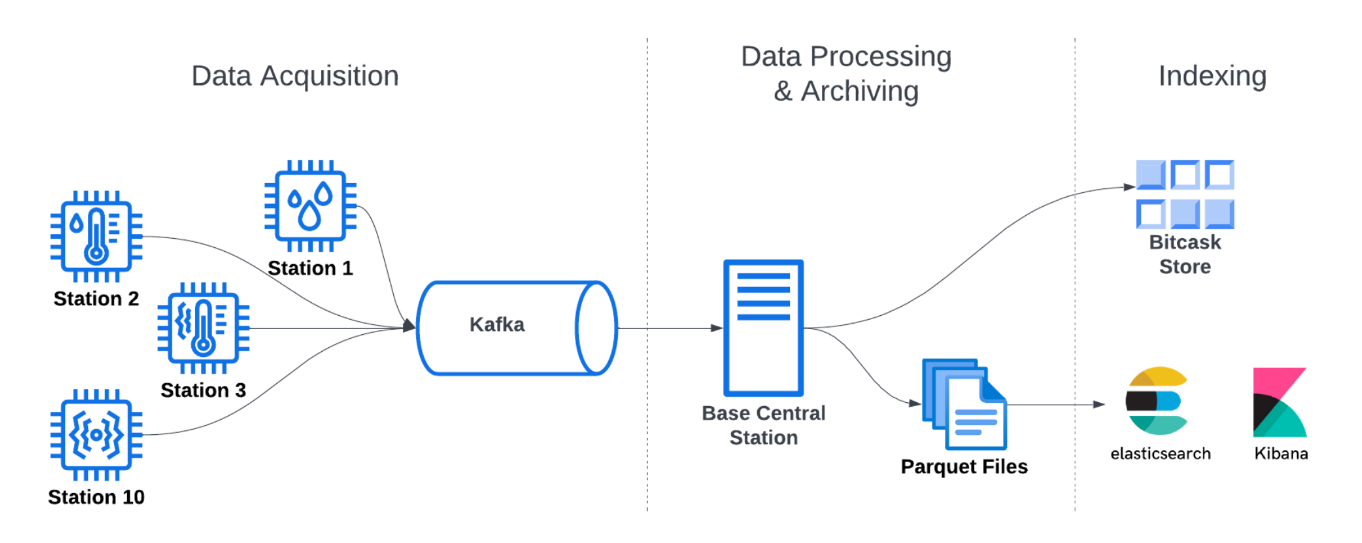 Data Acquisition
Data Processing
& Archiving
Indexing
Station 1
Station 2
Station 3
Station 10
Kafka
Base Central
Station
Parquet Files
Bitcask
Store
elasticsearch
Kibana